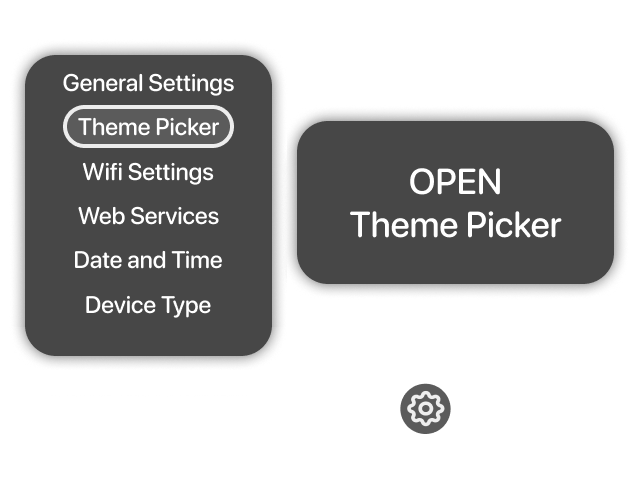 General Settings
Theme Picker
Wifi Settings
Web Services
Date and Time
Device Type
OPEN
Theme Picker